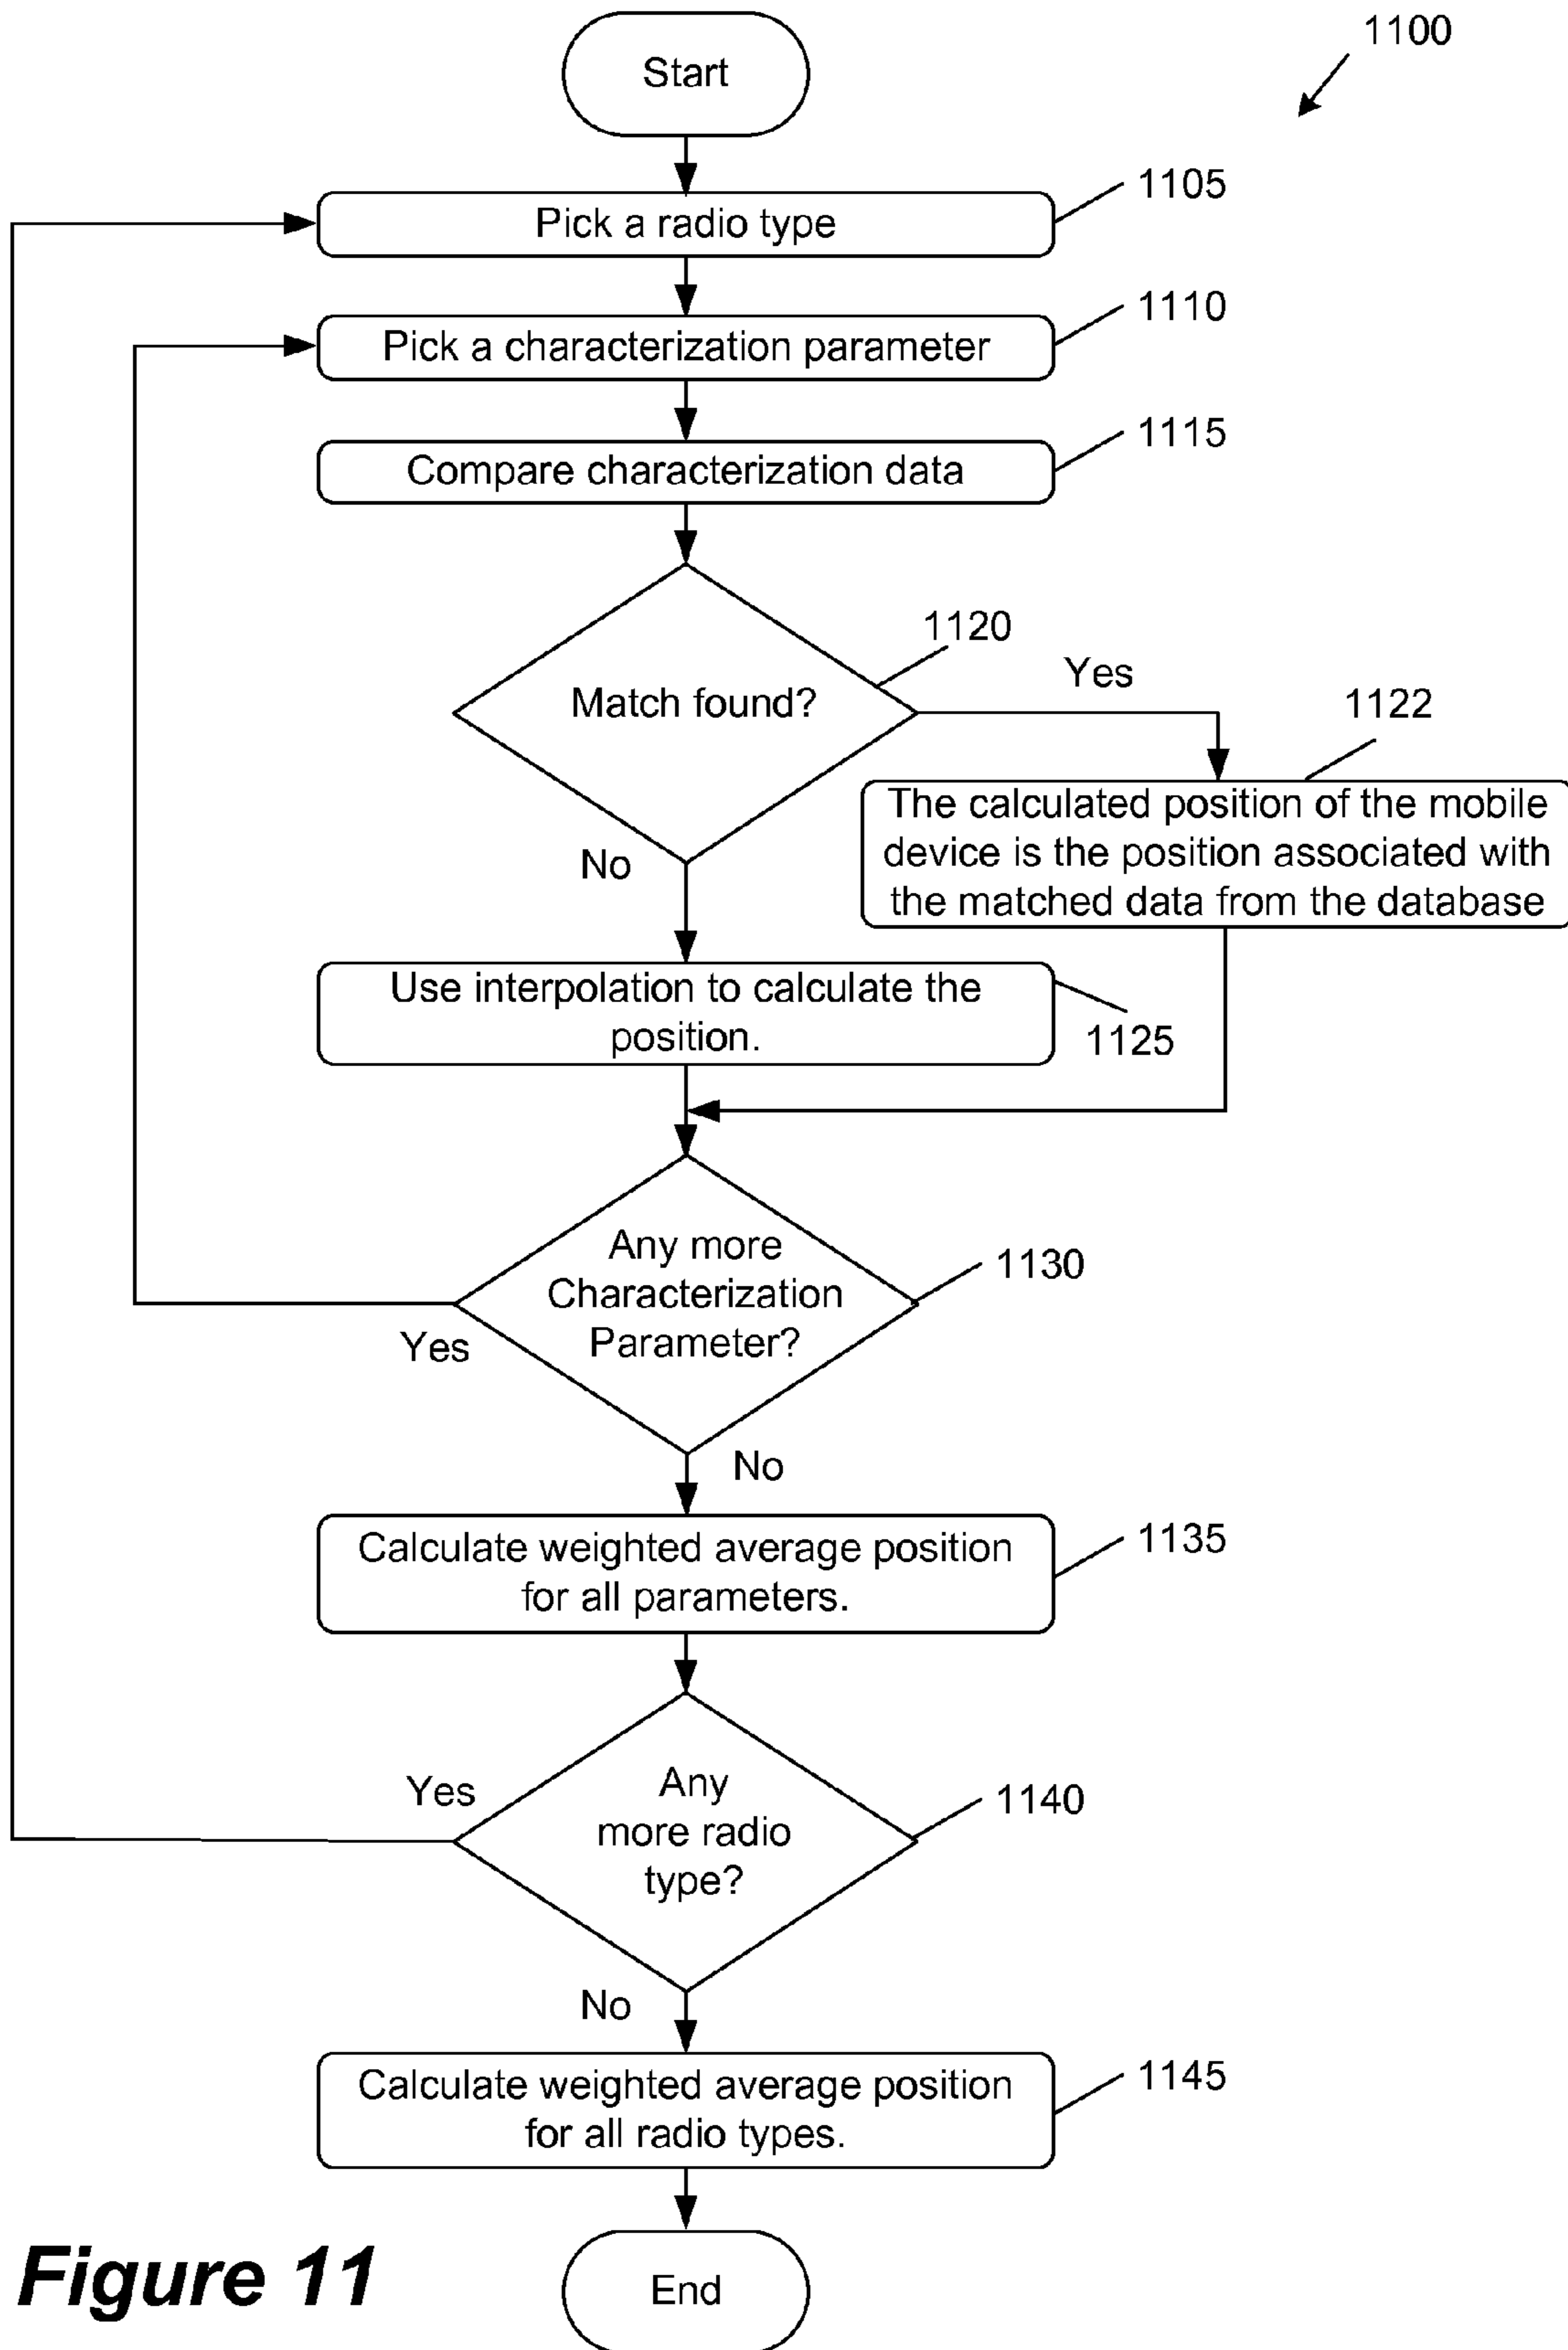 1100
Start
1105
Pick a radio type
1110
Pick a characterization parameter
1115
Compare characterization data
1120
Match found?
Yes
1122
The calculated position of the mobile
device is the position associated with
the matched data from the database
No
Use interpolation to calculate the
position.
1125
Any more
Characterization
Parameter?
1130
Yes
No
Calculate weighted average position
for all parameters.
1135
Yes
Any
more radio
type?
1140
No
Calculate weighted average position
for all radio types.
1145
Figure 11
End